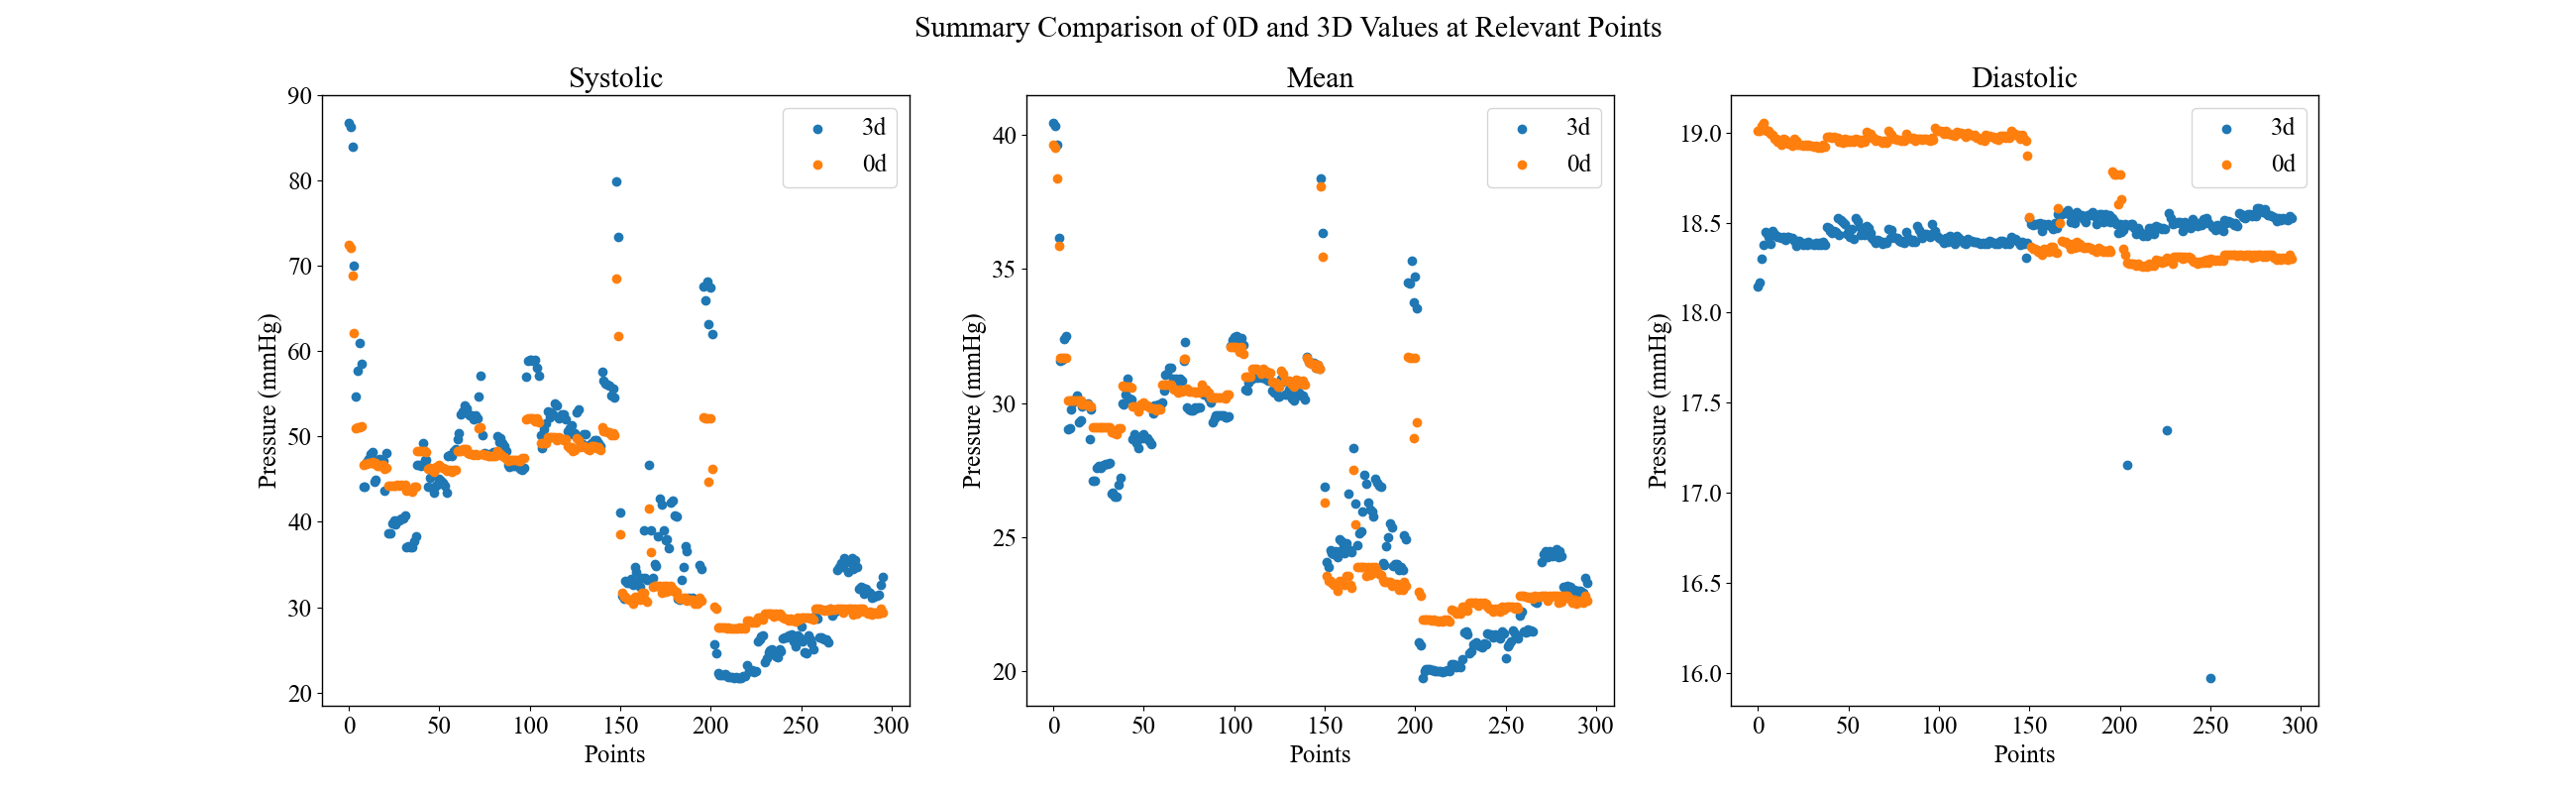 Summary Comparison of 0D and 3D Values at Relevant Points
Systolic
Pressure (mmHg)
90
80
70
60
50
40
30
20
0 50 100 150 200 250 300
Points
3d
0d
Mean
Pressure (mmHg)
40
35
30
25
20
0 50 100 150 200 250 300
Points
3d
0d
Diastolic
Pressure (mmHg)
19.0
18.5
18.0
17.5
17.0
16.5
16.0
0 50 100 150 200 250 300
Points
3d
0d